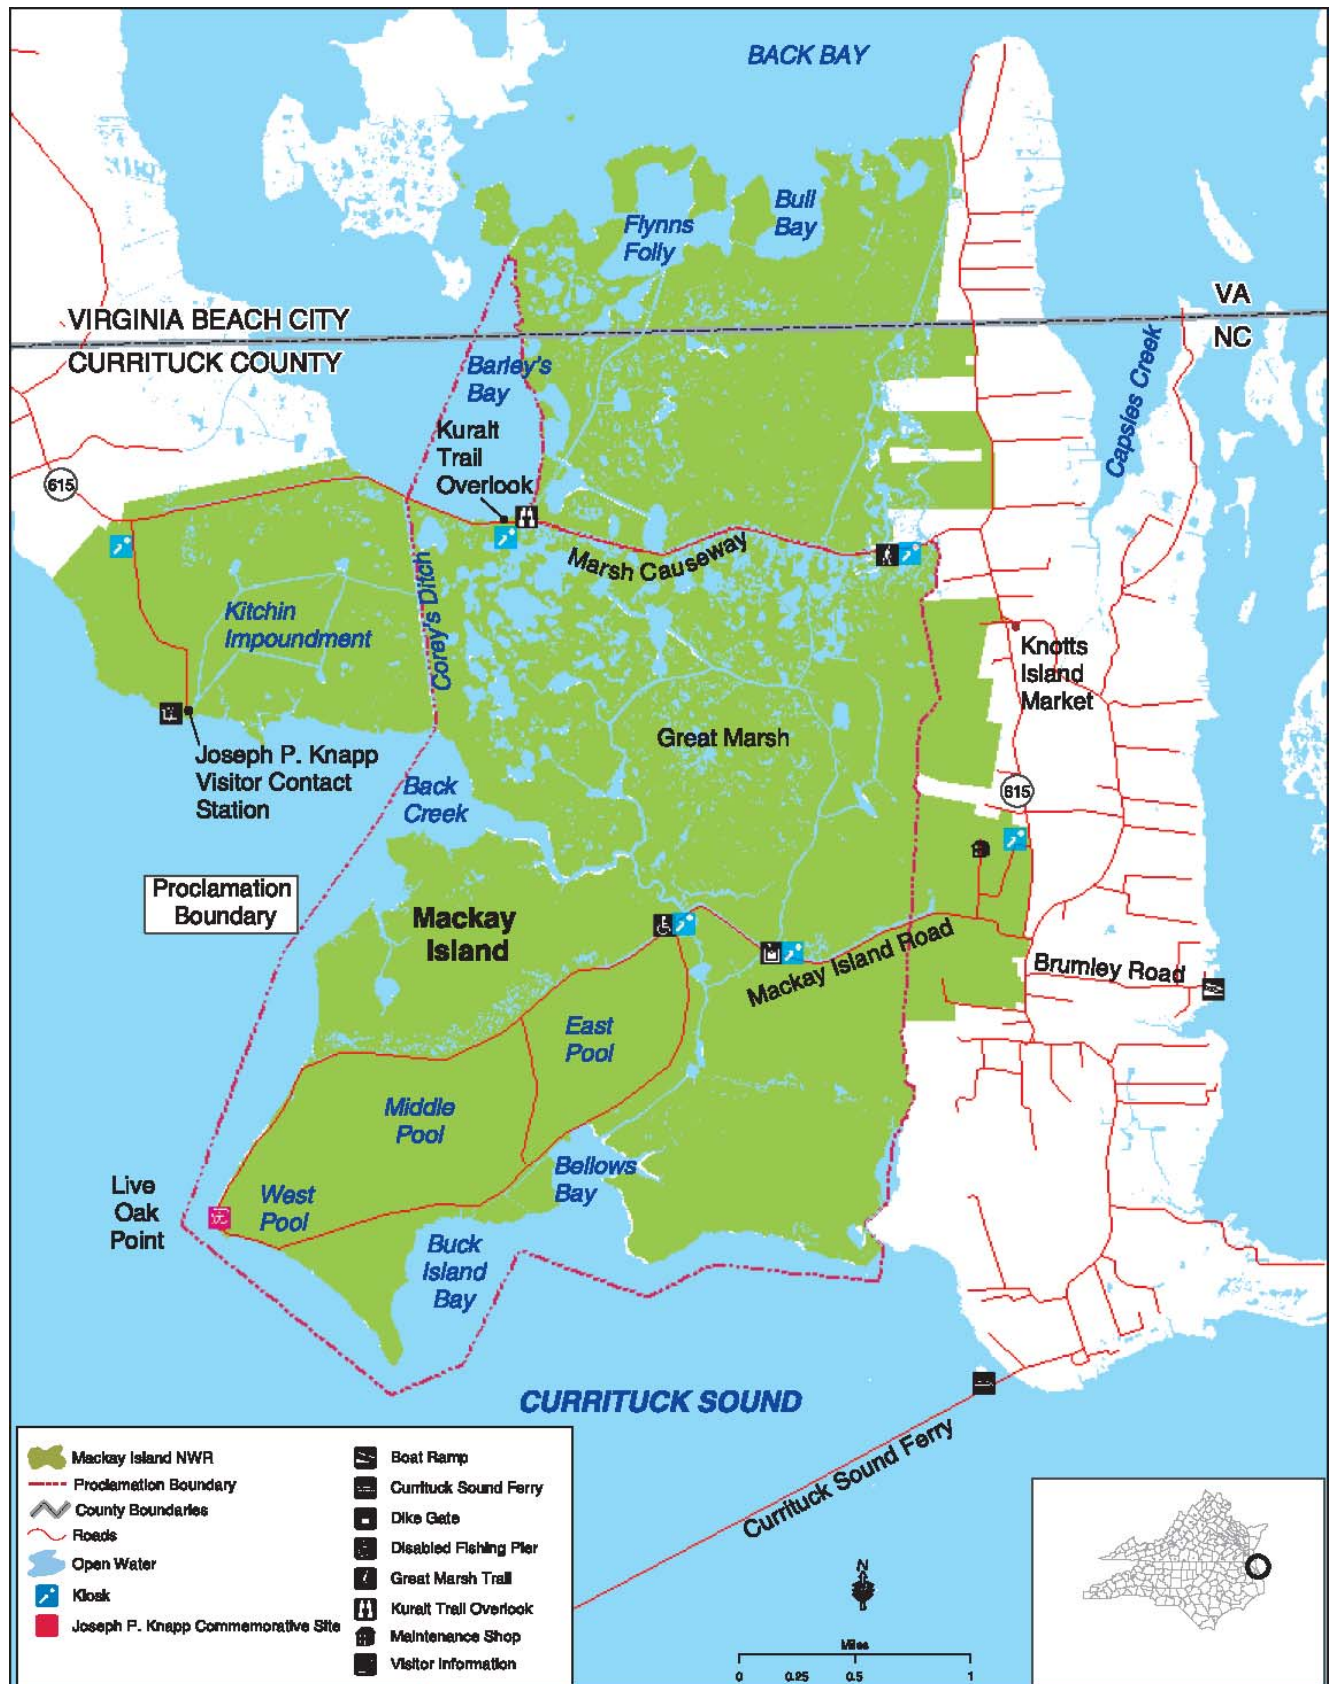 BACK BAY
Flynns
Folly
Bull
Bay
VIRGINIA BEACH CITY
CURRITUCK COUNTY
VA
NC
Barley's
Bay
Capsies Creek
Kuralt
Trail
Overlook
615
Marsh Causeway
Corey's Ditch
Kitchin
Impoundment
Knotts
Island
Market
Great Marsh
Joseph P. Knapp
Visitor Contact
Station
Back
Creek
615
Proclamation
Boundary
Mackay
Island
Mackay Island Road
Brumley Road
East
Pool
Middle
Pool
Bellows
Bay
Live
Oak
Point
West
Pool
Buck
Island
Bay
CURRITUCK SOUND
Currituck Sound Ferry
Mackay Island NWR
Proclamation Boundary
County Boundaries
Roads
Open Water
Kiosk
Joseph P. Knapp Commemorative Site
Boat Ramp
Currituck Sound Ferry
Dike Gate
Disabled Fishing Pier
Great Marsh Trail
Kuralt Trail Overlook
Maintenance Shop
Visitor Information
N
Miles
0 0.25 0.5 1